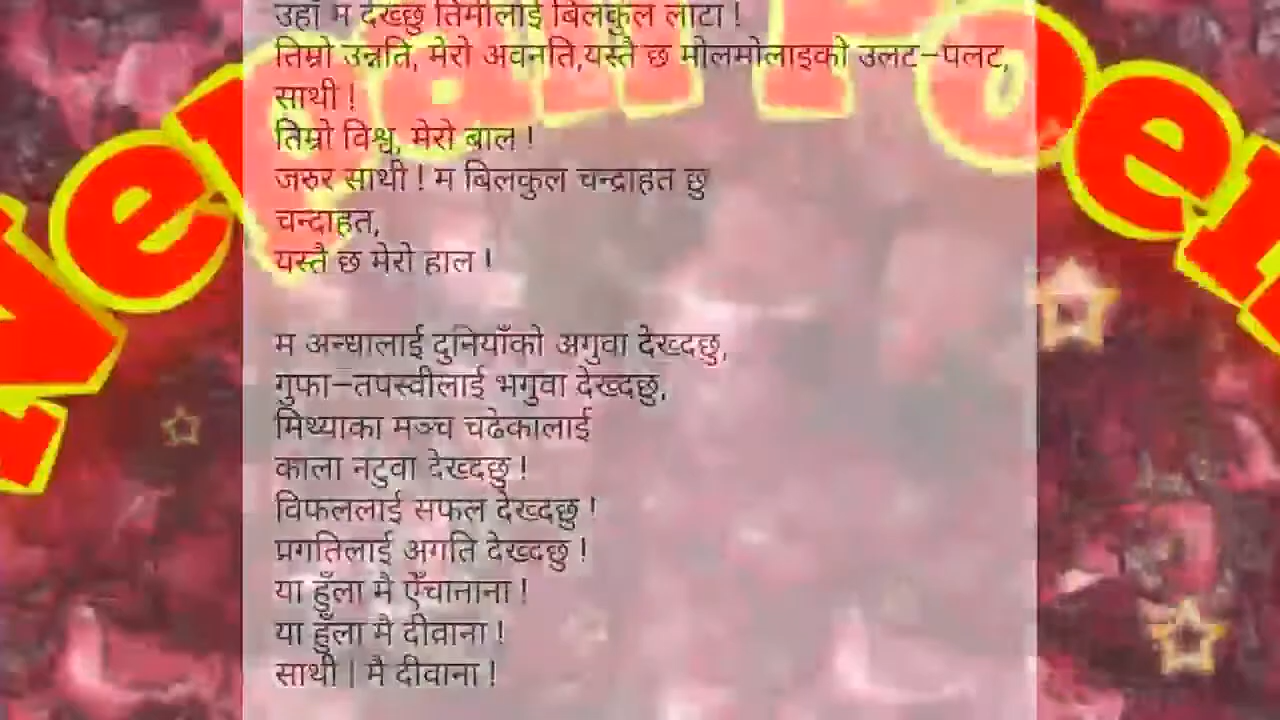 उहाँ म देख्छु तिमीलाई बिलकुल लाटा !
तिम्रो उन्नति, मेरो अवनति,यस्तै छ मोलमोलाइको उलट–पलट,
साथी !
तिम्रो विश्व, मेरो बाल !
जरुर साथी ! म बिलकुल चन्द्राहत छु
चन्द्राहत,
यस्तै छ मेरो हाल !
म अन्धालाई दुनियाँको अगुवा देख्दछु,
गुफा–तपस्वीलाई भगुवा देख्दछु,
मिथ्याका मञ्च चढेकालाई
काला नटुवा देख्दछु !
विफललाई सफल देख्दछु !
प्रगतिलाई अगति देख्दछु !
या हुँला मै ऐँचानाना !
या हुँला मै दीवाना !
साथी | मै दीवाना !